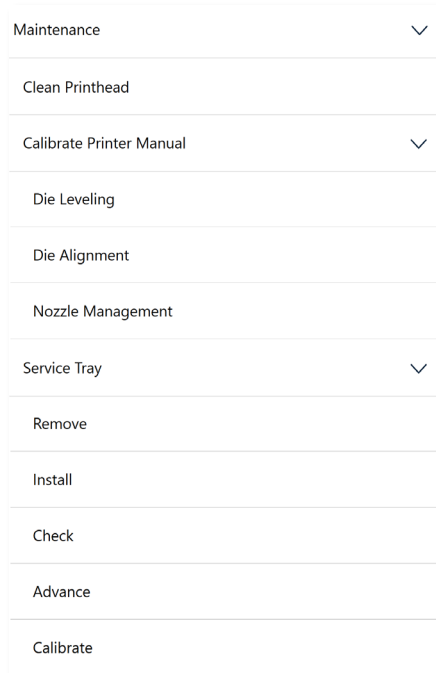 Maintenance
Clean Printhead
Calibrate Printer Manual
Die Leveling
Die Alignment
Nozzle Management
Service Tray
Remove
Install
Check
Advance
Calibrate